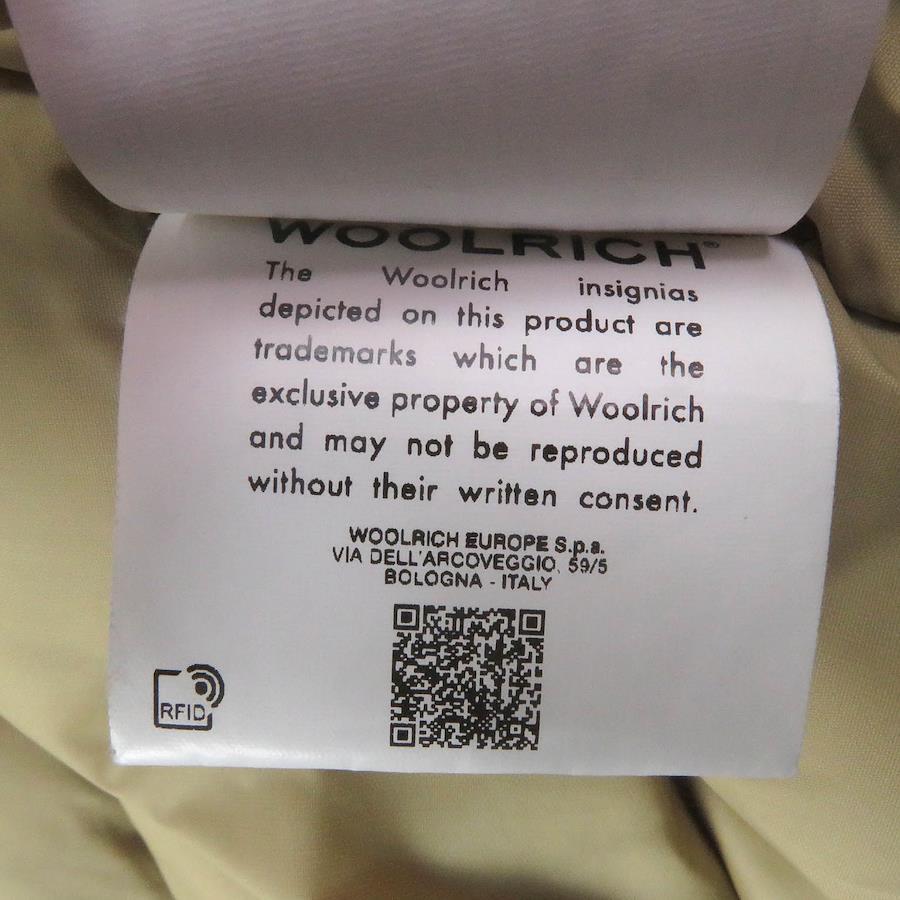 WOOLRICH®
The Woolrich insignias
depicted on this product are
trademarks which are the
exclusive property of Woolrich
and may not be reproduced
without their written consent.
WOOLRICH EUROPE S.p.a.
VIA DELL'ARCOVEGGIO, 59/5
BOLOGNA - ITALY
RFID